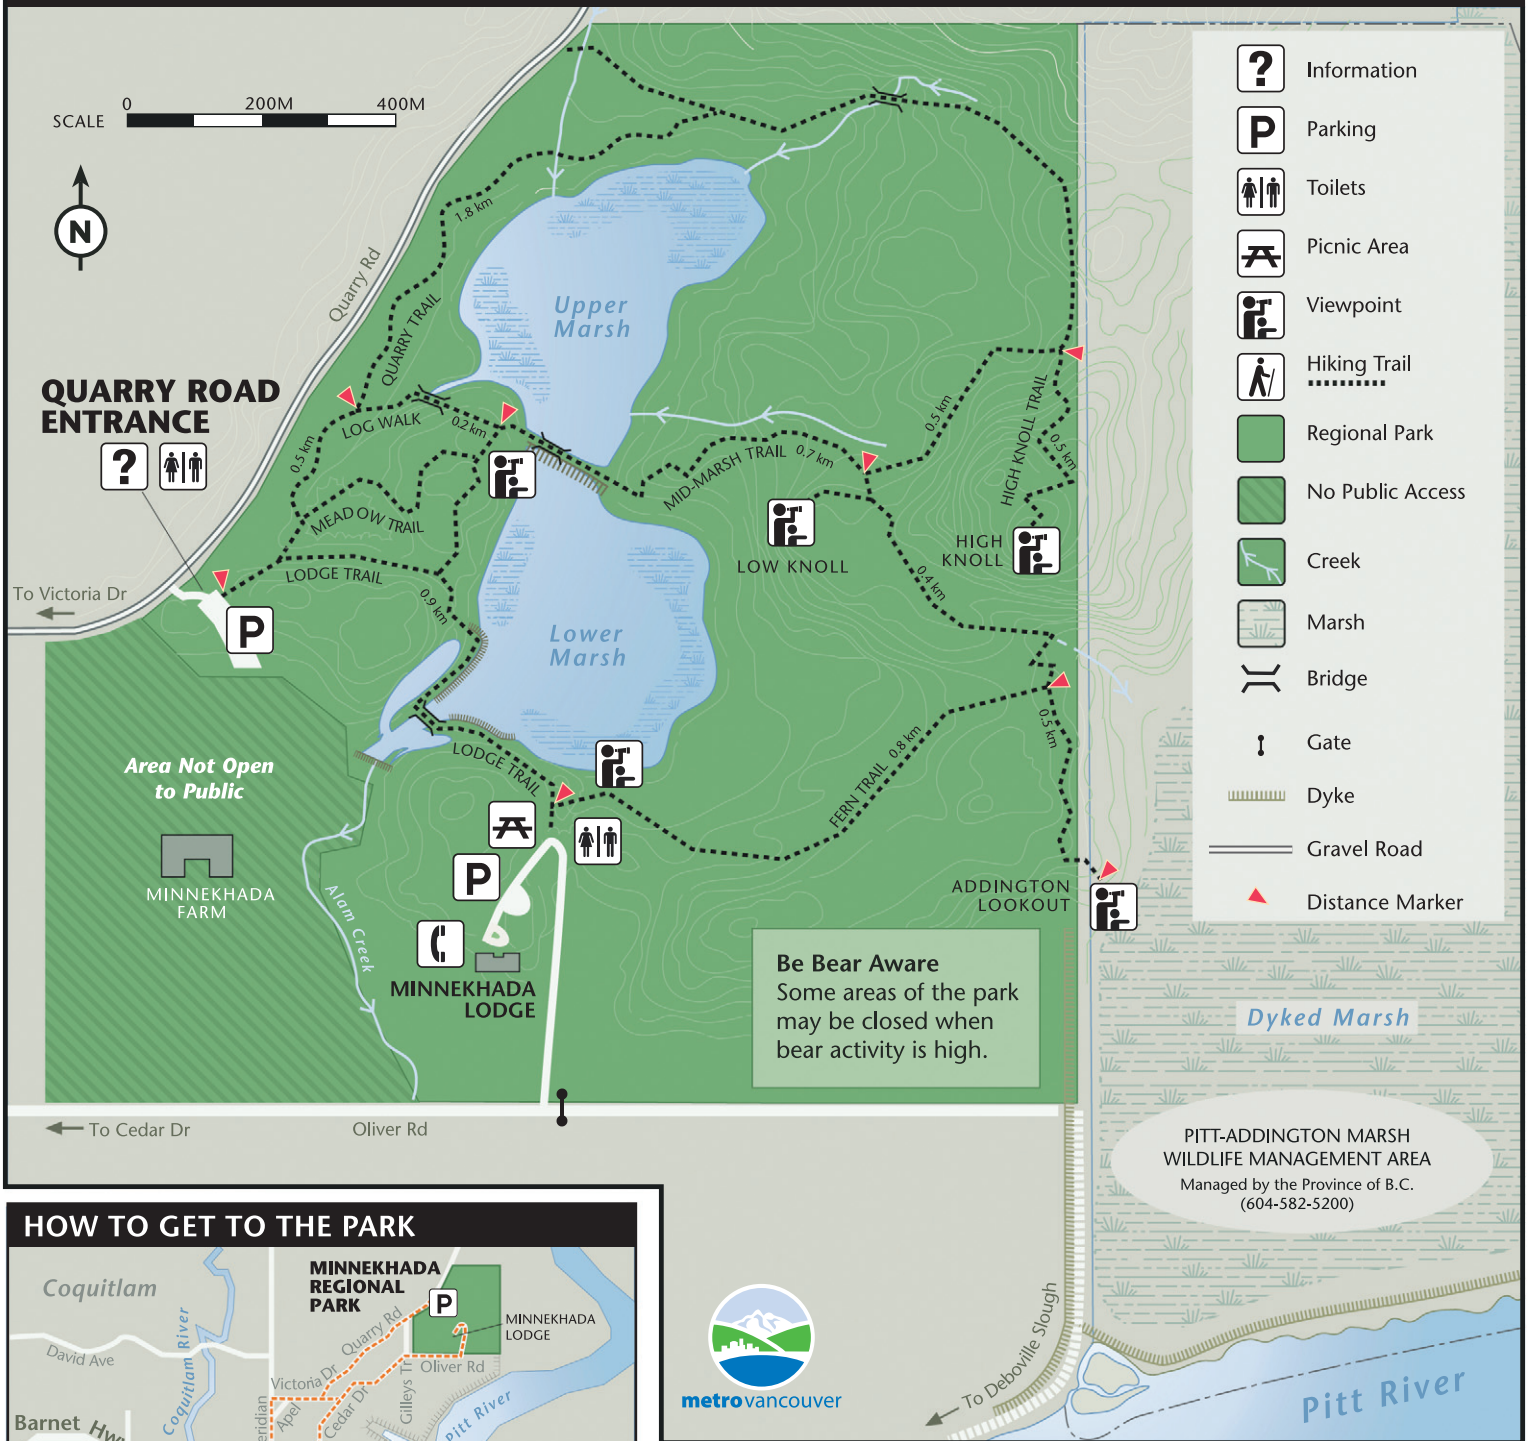 0 200M 400M
SCALE
N
Quarry Rd
1.8 km
QUARRY TRAIL
Upper
Marsh
QUARRY ROAD
ENTRANCE
?
LOG WALK
0.2 km
0.5 km
MEADOW TRAIL
LODGE TRAIL
0.9 km
To Victoria Dr
P
MID-MARSH TRAIL 0.7 km
0.5 km
HIGH KNOLL TRAIL
0.5 km
LOW KNOLL
HIGH
KNOLL
0.4 km
Lower
Marsh
LODGE TRAIL
FERN TRAIL 0.8 km
0.5 km
Area Not Open
to Public
MINNEKHADA
FARM
Alam Creek
P
MINNEKHADA
LODGE
ADDINGTON
LOOKOUT
Be Bear Aware
Some areas of the park
may be closed when
bear activity is high.
To Cedar Dr
Oliver Rd
? Information
P Parking
Toilets
Picnic Area
Viewpoint
Hiking Trail
Regional Park
No Public Access
Creek
Marsh
Bridge
Gate
Dyke
Gravel Road
Distance Marker
Dyked Marsh
PITT-ADDINGTON MARSH
WILDLIFE MANAGEMENT AREA
Managed by the Province of B.C.
(604-582-5200)
To Deboville Slough
Pitt River
metrovancouver
HOW TO GET TO THE PARK
Coquitlam
MINNEKHADA
REGIONAL
PARK
P
MINNEKHADA
LODGE
David Ave
Coquitlam River
Quarry Rd
Victoria Dr
Oliver Rd
Gilleys Tr
Apel
Cedar Dr
Pitt River
Barnet